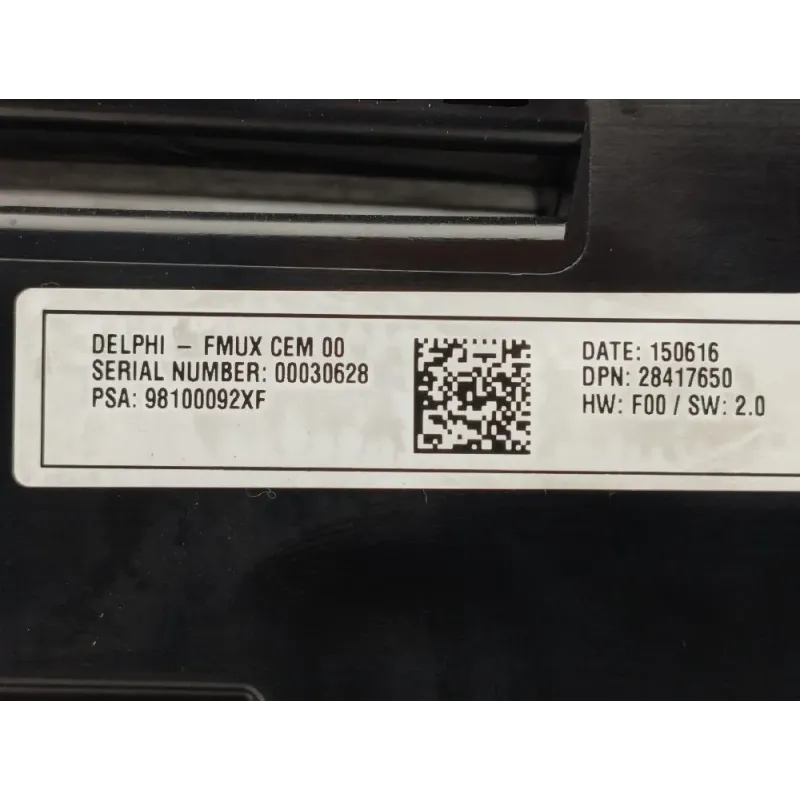 DELPHI - FMUX CEM 00
SERIAL NUMBER: 00030628
PSA: 98100092XF
DATE: 150616
DPN: 28417650
HW: F00 / SW: 2.0